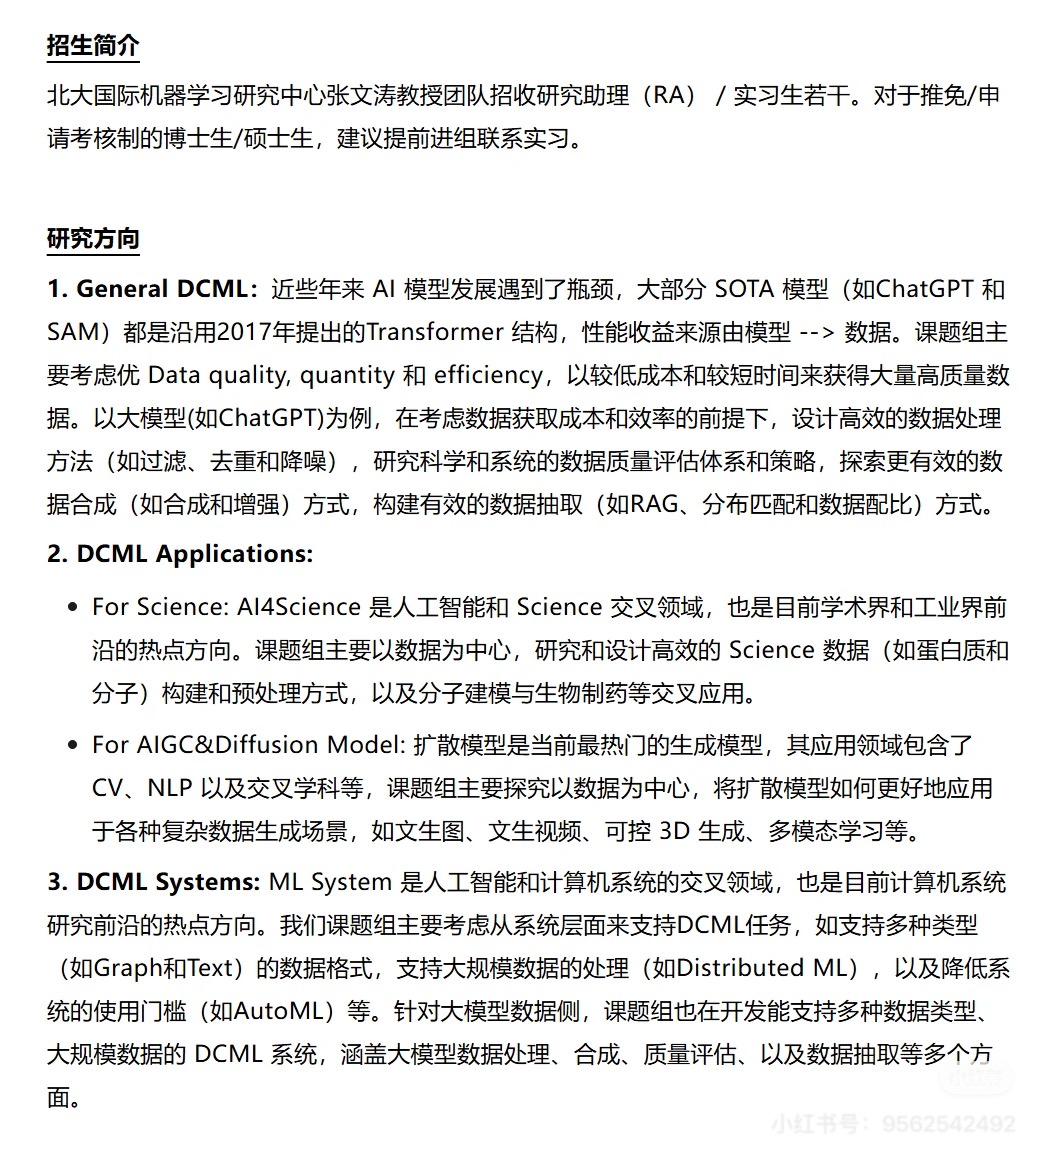 招生简介
北大国际机器学习研究中心张文涛教授团队招收研究助理（RA） / 实习生若干。对于推免/申
请考核制的博士生/硕士生，建议提前进组联系实习。
研究方向
1. General DCML：近些年来 AI 模型发展遇到了瓶颈，大部分 SOTA 模型（如ChatGPT 和
SAM）都是沿用2017年提出的Transformer 结构，性能收益来源由模型 --> 数据。课题组主
要考虑优 Data quality, quantity 和 efficiency，以较低成本和较短时间来获得大量高质量数
据。以大模型(如ChatGPT)为例，在考虑数据获取成本和效率的前提下，设计高效的数据处理
方法（如过滤、去重和降噪），研究科学和系统的数据质量评估体系和策略，探索更有效的数
据合成（如合成和增强）方式，构建有效的数据抽取（如RAG、分布匹配和数据配比）方式。
2. DCML Applications:
• For Science: AI4Science 是人工智能和 Science 交叉领域，也是目前学术界和工业界前
沿的热点方向。课题组主要以数据为中心，研究和设计高效的 Science 数据（如蛋白质和
分子）构建和预处理方式，以及分子建模与生物制药等交叉应用。
• For AIGC&Diffusion Model: 扩散模型是当前最热门的生成模型，其应用领域包含了
CV、NLP 以及交叉学科等，课题组主要探究以数据为中心，将扩散模型如何更好地应用
于各种复杂数据生成场景，如文生图、文生视频、可控 3D 生成、多模态学习等。
3. DCML Systems: ML System 是人工智能和计算机系统的交叉领域，也是目前计算机系统
研究前沿的热点方向。我们课题组主要考虑从系统层面来支持DCML任务，如支持多种类型
（如Graph和Text）的数据格式，支持大规模数据的处理（如Distributed ML），以及降低系
统的使用门槛（如AutoML）等。针对大模型数据侧，课题组也在开发能支持多种数据类型、
大规模数据的 DCML 系统，涵盖大模型数据处理、合成、质量评估、以及数据抽取等多个方
面。
小红书
小红书号：9562542492